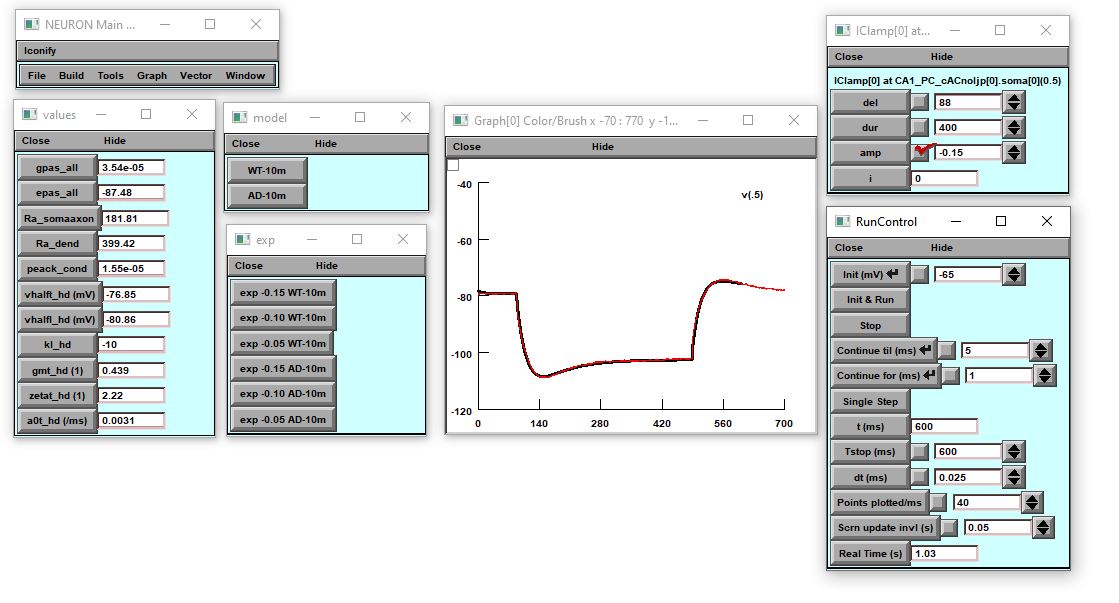 NEURON Main ...
Iconify
File Build Tools Graph Vector Window
values
Close Hide
gpas_all 3.54e-05
epas_all -87.48
Ra_somaaxon 181.81
Ra_dend 399.42
peack_cond 1.55e-05
vhalft_hd (mV) -76.85
vhalfl_hd (mV) -80.86
kl_hd -10
gmt_hd (1) 0.439
zetat_hd (1) 2.22
a0t_hd (/ms) 0.0031
model
Close Hide
WT-10m
AD-10m
exp
Close Hide
exp -0.15 WT-10m
exp -0.10 WT-10m
exp -0.05 WT-10m
exp -0.15 AD-10m
exp -0.10 AD-10m
exp -0.05 AD-10m
Graph[0] Color/Brush x -70 : 770 y -1...
Close Hide
v(.5)
-40
-60
-80
-100
-120
0 140 280 420 560 700
IClamp[0] at...
Close Hide
IClamp[0] at CA1_PC_cACnoljp[0].soma[0](0.5)
del 88
dur 400
amp -0.15
i 0
RunControl
Close Hide
Init (mV) -65
Init & Run
Stop
Continue til (ms) 5
Continue for (ms) 1
Single Step
t (ms) 600
Tstop (ms) 600
dt (ms) 0.025
Points plotted/ms 40
Scrn update invl (s) 0.05
Real Time (s) 1.03